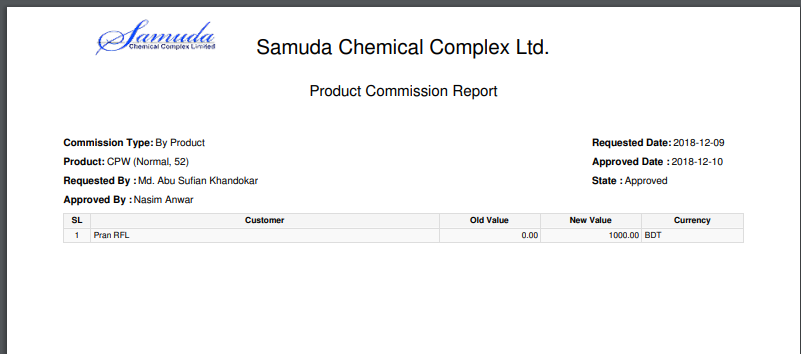 Samuda
Chemical Complex Limited
Samuda Chemical Complex Ltd.
Product Commission Report
Commission Type: By Product
Requested Date: 2018-12-09
Product: CPW (Normal, 52)
Approved Date : 2018-12-10
Requested By : Md. Abu Sufian Khandokar
State : Approved
Approved By : Nasim Anwar
SL Customer Old Value New Value Currency
1 Pran RFL 0.00 1000.00 BDT